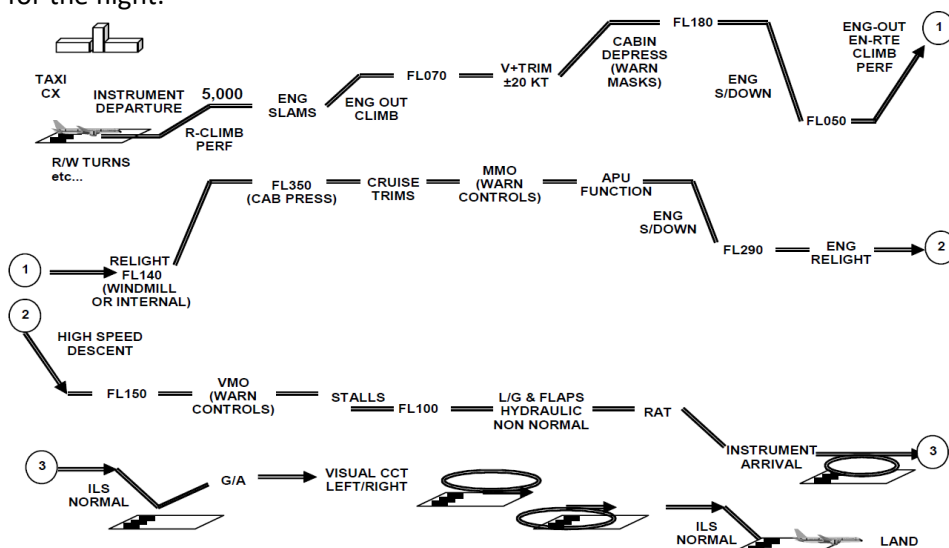 for the flight.
TAXI
CX
INSTRUMENT
DEPARTURE
R/W TURNS
etc...
R-CLIMB
PERF
5,000
ENG
SLAMS
ENG OUT
CLIMB
FL070
V+TRIM
±20 KT
CABIN
DEPRESS
(WARN
MASKS)
FL180
ENG
S/DOWN
FL050
ENG-OUT
EN-RTE
CLIMB
PERF
1
1
RELIGHT
FL140
(WINDMILL
OR INTERNAL)
FL350
(CAB PRESS)
CRUISE
TRIMS
MMO
(WARN
CONTROLS)
APU
FUNCTION
ENG
S/DOWN
FL290
ENG
RELIGHT
2
2
HIGH SPEED
DESCENT
FL150
VMO
(WARN
CONTROLS)
STALLS
FL100
L/G & FLAPS
HYDRAULIC
NON NORMAL
RAT
INSTRUMENT
ARRIVAL
3
3
ILS
NORMAL
G/A
VISUAL CCT
LEFT/RIGHT
ILS
NORMAL
LAND